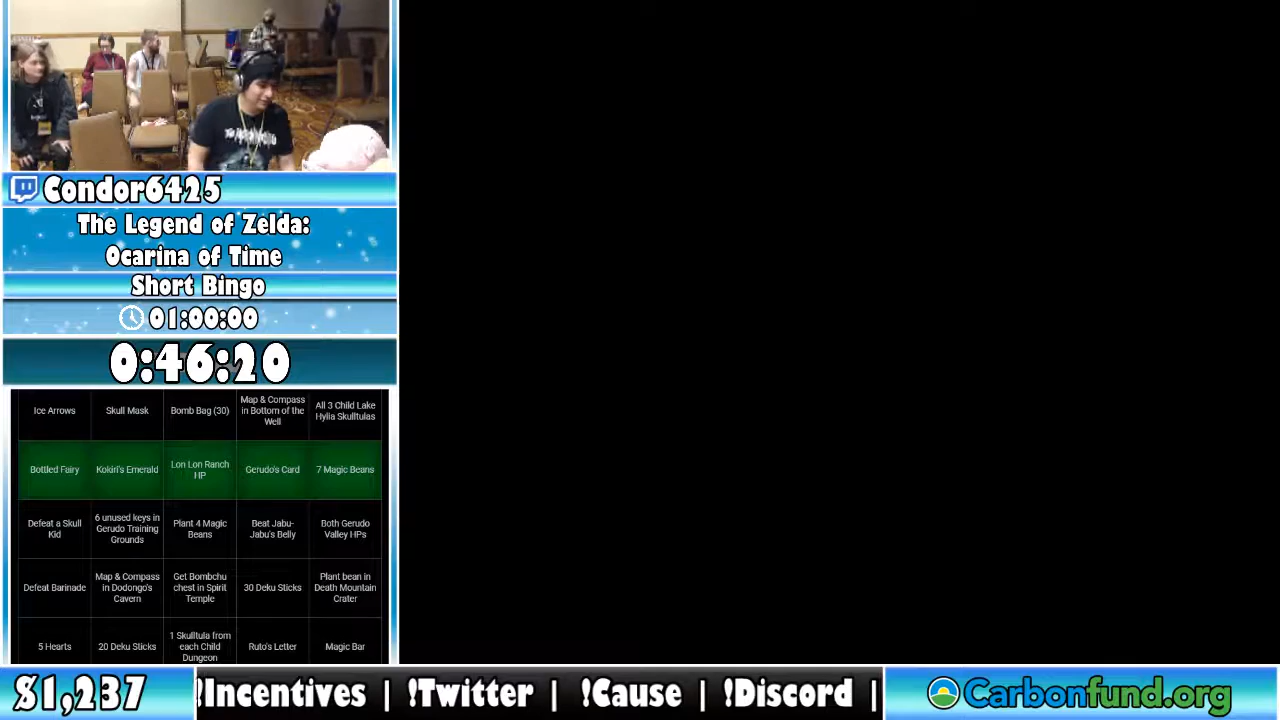 Condor6425
The Legend of Zelda:
Ocarina of Time
Short Bingo
01:00:00
0:46:20
Ice Arrows
Skull Mask
Bomb Bag (30)
Map & Compass
in Bottom of the
Well
All 3 Child Lake
Hylia Skulltulas
Bottled Fairy
Kokiri's Emerald
Lon Lon Ranch
HP
Gerudo's Card
7 Magic Beans
Defeat a Skull
Kid
6 unused keys in
Gerudo Training
Grounds
Plant 4 Magic
Beans
Beat Jabu-
Jabu's Belly
Both Gerudo
Valley HPs
Defeat Barinade
Map & Compass
in Dodongo's
Cavern
Get Bombchu
chest in Spirit
Temple
30 Deku Sticks
Plant bean in
Death Mountain
Crater
5 Hearts
20 Deku Sticks
1 Skulltula from
each Child
Dungeon
Ruto's Letter
Magic Bar
$1,237
!Incentives | !Twitter | !Cause | !Discord |
Carbonfund.org